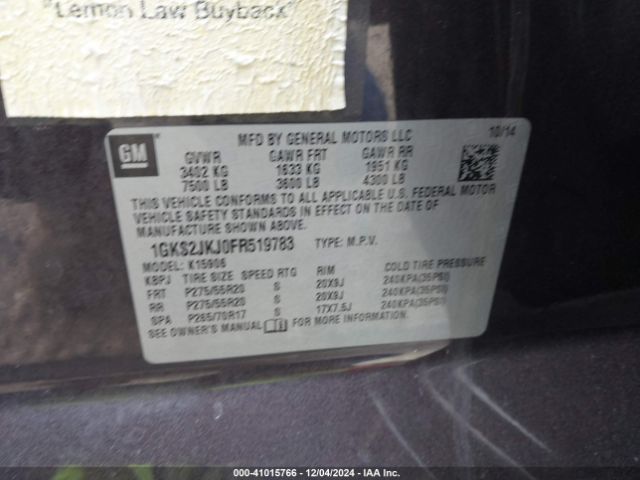 "Lemon Law Buyback"
GM
MFD BY GENERAL MOTORS LLC
10/14
GVWR GAWR FRT GAWR RR
3402 KG 1633 KG 1951 KG
7500 LB 3600 LB 4300 LB
THIS VEHICLE CONFORMS TO ALL APPLICABLE U.S. FEDERAL MOTOR
VEHICLE SAFETY STANDARDS IN EFFECT ON THE DATE OF
MANUFACTURE SHOWN ABOVE.
1GKS2JKJ0FR519783 TYPE: M.P.V.
MODEL: K15906
KBPJ TIRE SIZE SPEED RTG RIM COLD TIRE PRESSURE
FRT P275/55R20 S 20X9J 240KPA(35PSI)
RR P275/55R20 S 20X9J 240KPA(35PSI)
SPA P265/70R17 S 17X7.5J 240KPA(35PSI)
SEE OWNER'S MANUAL FOR MORE INFORMATION.
000-41015766 - 12/04/2024 - IAA Inc.